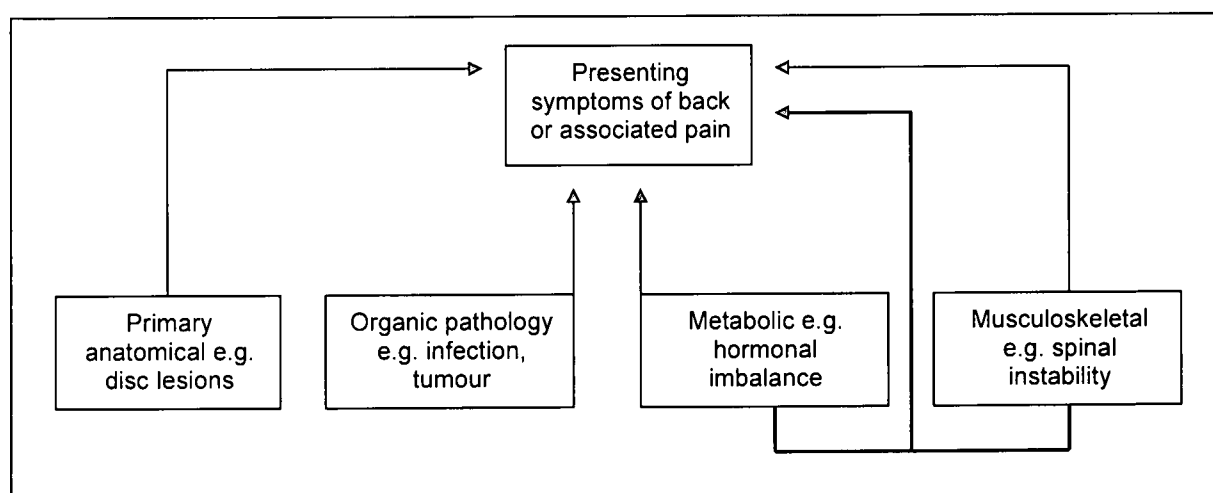 Presenting
symptoms of back
or associated pain
Primary
anatomical e.g.
disc lesions
Organic pathology
e.g. infection,
tumour
Metabolic e.g.
hormonal
imbalance
Musculoskeletal
e.g. spinal
instability